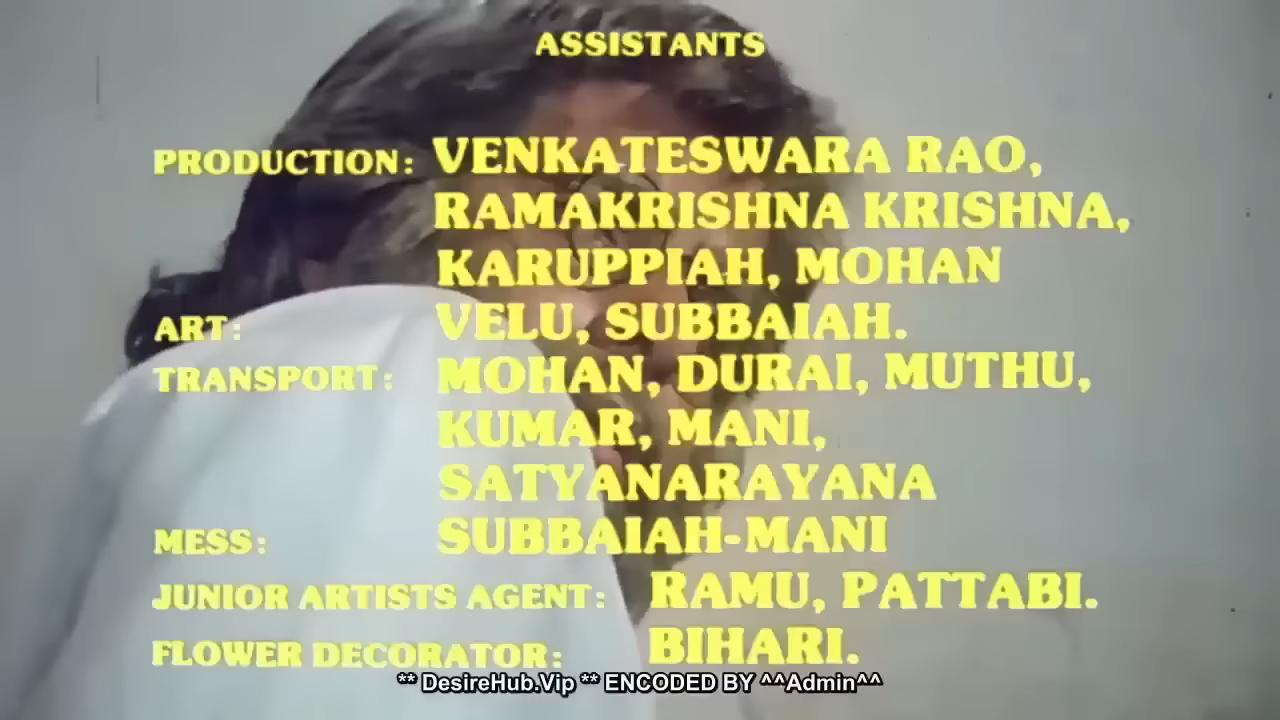 ASSISTANTS
PRODUCTION: VENKATESWARA RAO,
RAMAKRISHNA KRISHNA,
KARUPPIAH, MOHAN
ART: VELU, SUBBAIAH.
TRANSPORT: MOHAN, DURAI, MUTHU,
KUMAR, MANI,
SATYANARAYANA
MESS: SUBBAIAH-MANI
JUNIOR ARTISTS AGENT: RAMU, PATTABI.
FLOWER DECORATOR: BIHARI.
** DesireHub.Vip ** ENCODED BY ^^Admin^^